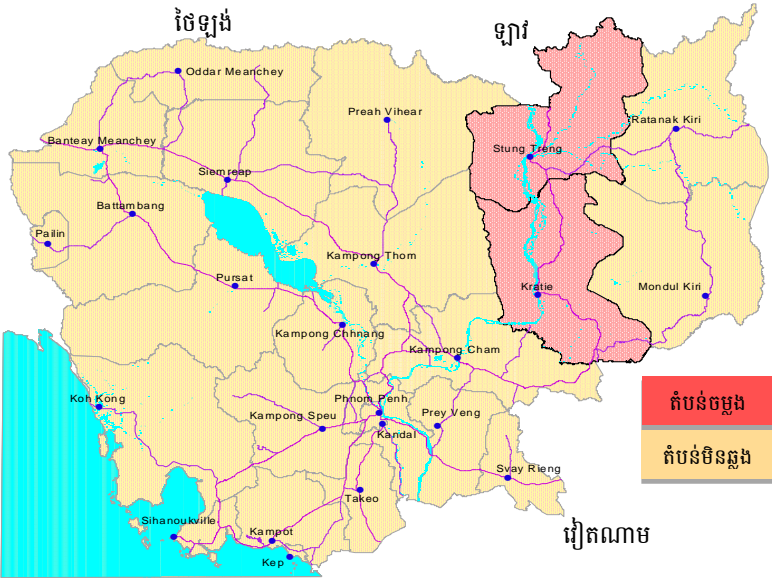 ថៃឡង់
ឡាវ
Oddar Meanchey
Preah Vihear
Ratanak Kiri
Banteay Meanchey
Stung Treng
Siemreap
Battambang
Pailin
Kampong Thom
Pursat
Kratie
Mondul Kiri
Kampong Chhnang
Kampong Cham
Koh Kong
Phnom Penh
តំបន់ចម្លង
Kampong Speu
Prey Veng
Kandal
តំបន់មិនឆ្លង
Svay Rieng
Takeo
Sihanoukville
Kampot
វៀតណាម
Kep